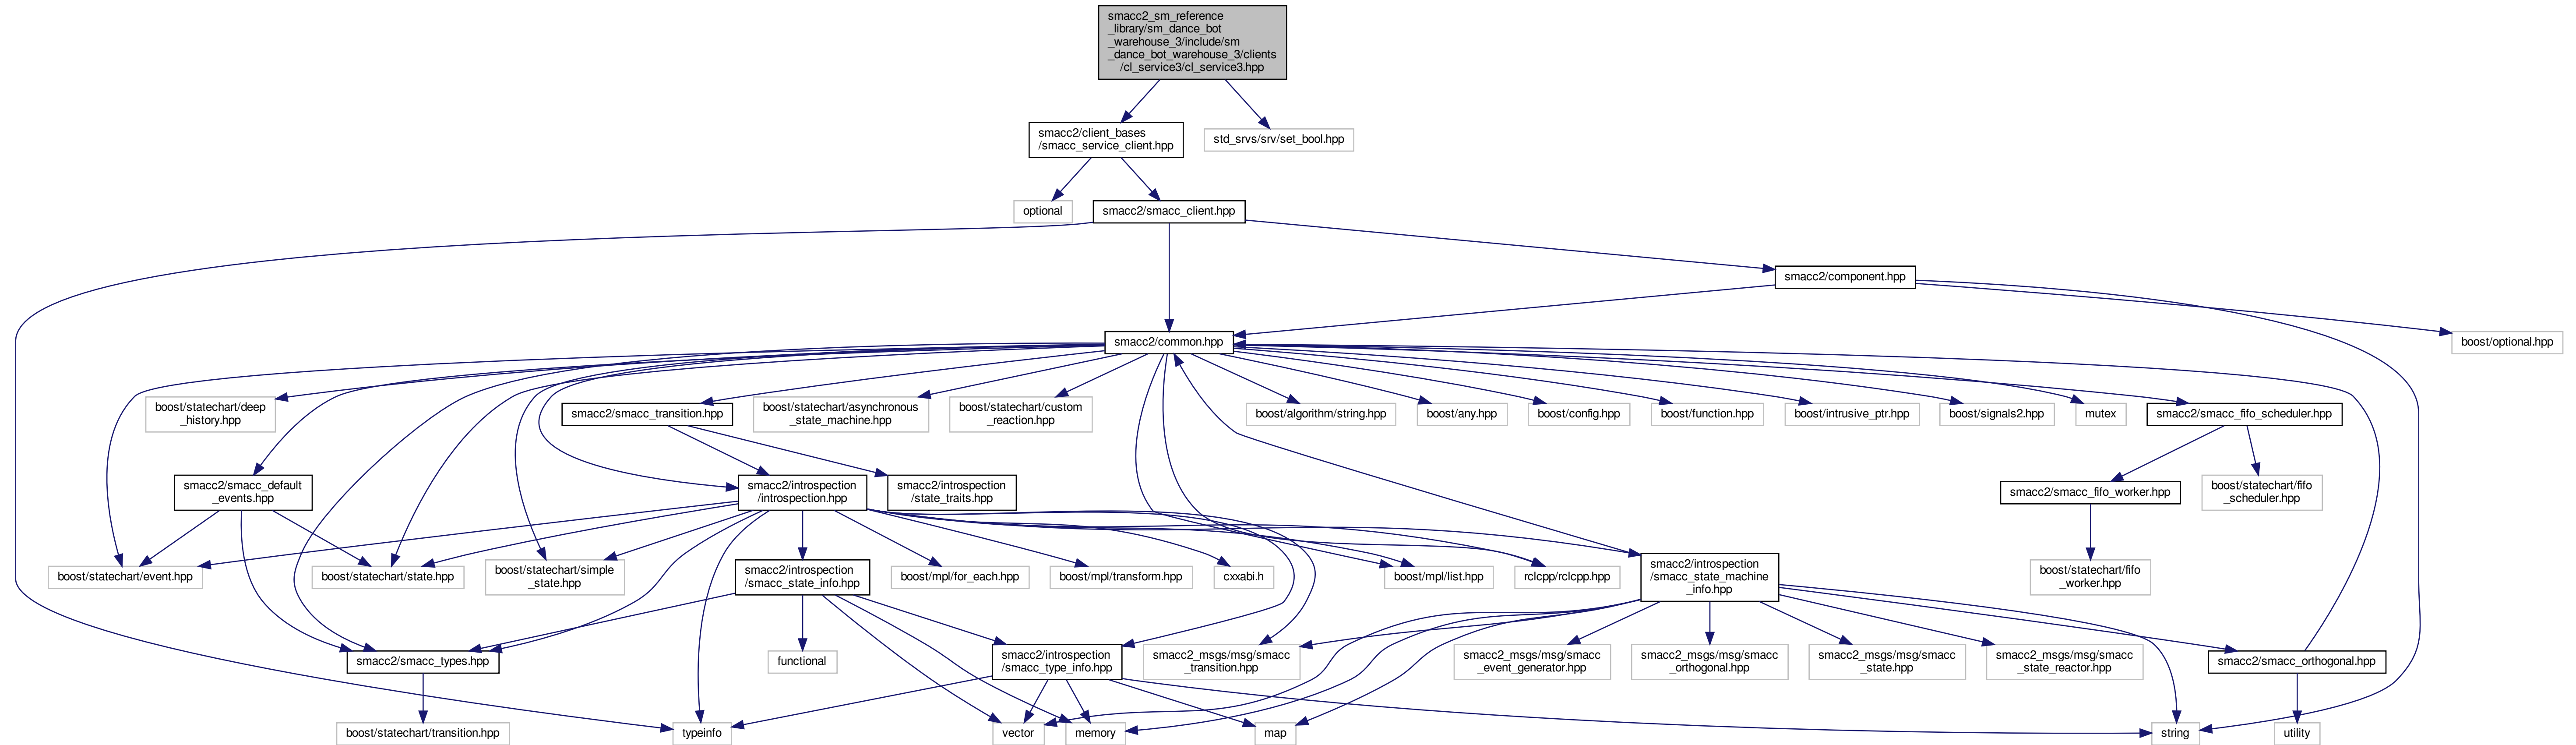 smacc2_sm_reference
_library/sm_dance_bot
_warehouse_3/include/sm
_dance_bot_warehouse_3/clients
/cl_service3/cl_service3.hpp
smacc2/client_bases
/smacc_service_client.hpp
std_srvs/srv/set_bool.hpp
optional
smacc2/smacc_client.hpp
smacc2/component.hpp
smacc2/common.hpp
boost/optional.hpp
boost/statechart/deep
_history.hpp
smacc2/smacc_transition.hpp
boost/statechart/asynchronous
_state_machine.hpp
boost/statechart/custom
_reaction.hpp
boost/algorithm/string.hpp
boost/any.hpp
boost/config.hpp
boost/function.hpp
boost/intrusive_ptr.hpp
boost/signals2.hpp
mutex
smacc2/smacc_fifo_scheduler.hpp
smacc2/smacc_default
_events.hpp
smacc2/introspection
/introspection.hpp
smacc2/introspection
/state_traits.hpp
smacc2/smacc_fifo_worker.hpp
boost/statechart/fifo
_scheduler.hpp
boost/statechart/event.hpp
boost/statechart/state.hpp
boost/statechart/simple
_state.hpp
smacc2/introspection
/smacc_state_info.hpp
boost/mpl/for_each.hpp
boost/mpl/transform.hpp
cxxabi.h
boost/mpl/list.hpp
rclcpp/rclcpp.hpp
smacc2/introspection
/smacc_state_machine
_info.hpp
boost/statechart/fifo
_worker.hpp
smacc2/smacc_types.hpp
functional
smacc2/introspection
/smacc_type_info.hpp
smacc2_msgs/msg/smacc
_transition.hpp
smacc2_msgs/msg/smacc
_event_generator.hpp
smacc2_msgs/msg/smacc
_orthogonal.hpp
smacc2_msgs/msg/smacc
_state.hpp
smacc2_msgs/msg/smacc
_state_reactor.hpp
smacc2/smacc_orthogonal.hpp
boost/statechart/transition.hpp
typeinfo
vector
memory
map
string
utility